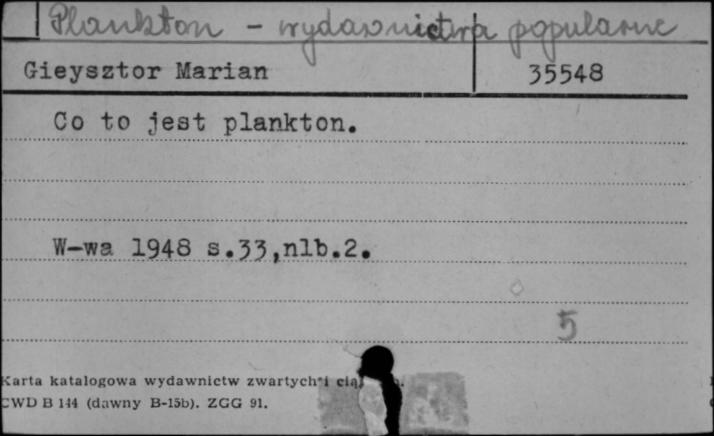 Plankton - wydawnictwa popularne
Gieysztor Marian 35548
Co to jest plankton.
W-wa 1948 s.33,nlb.2.
5
Karta katalogowa wydawnictw zwartych i
CWD B 144 (dawny B-15b). ZGG 91.